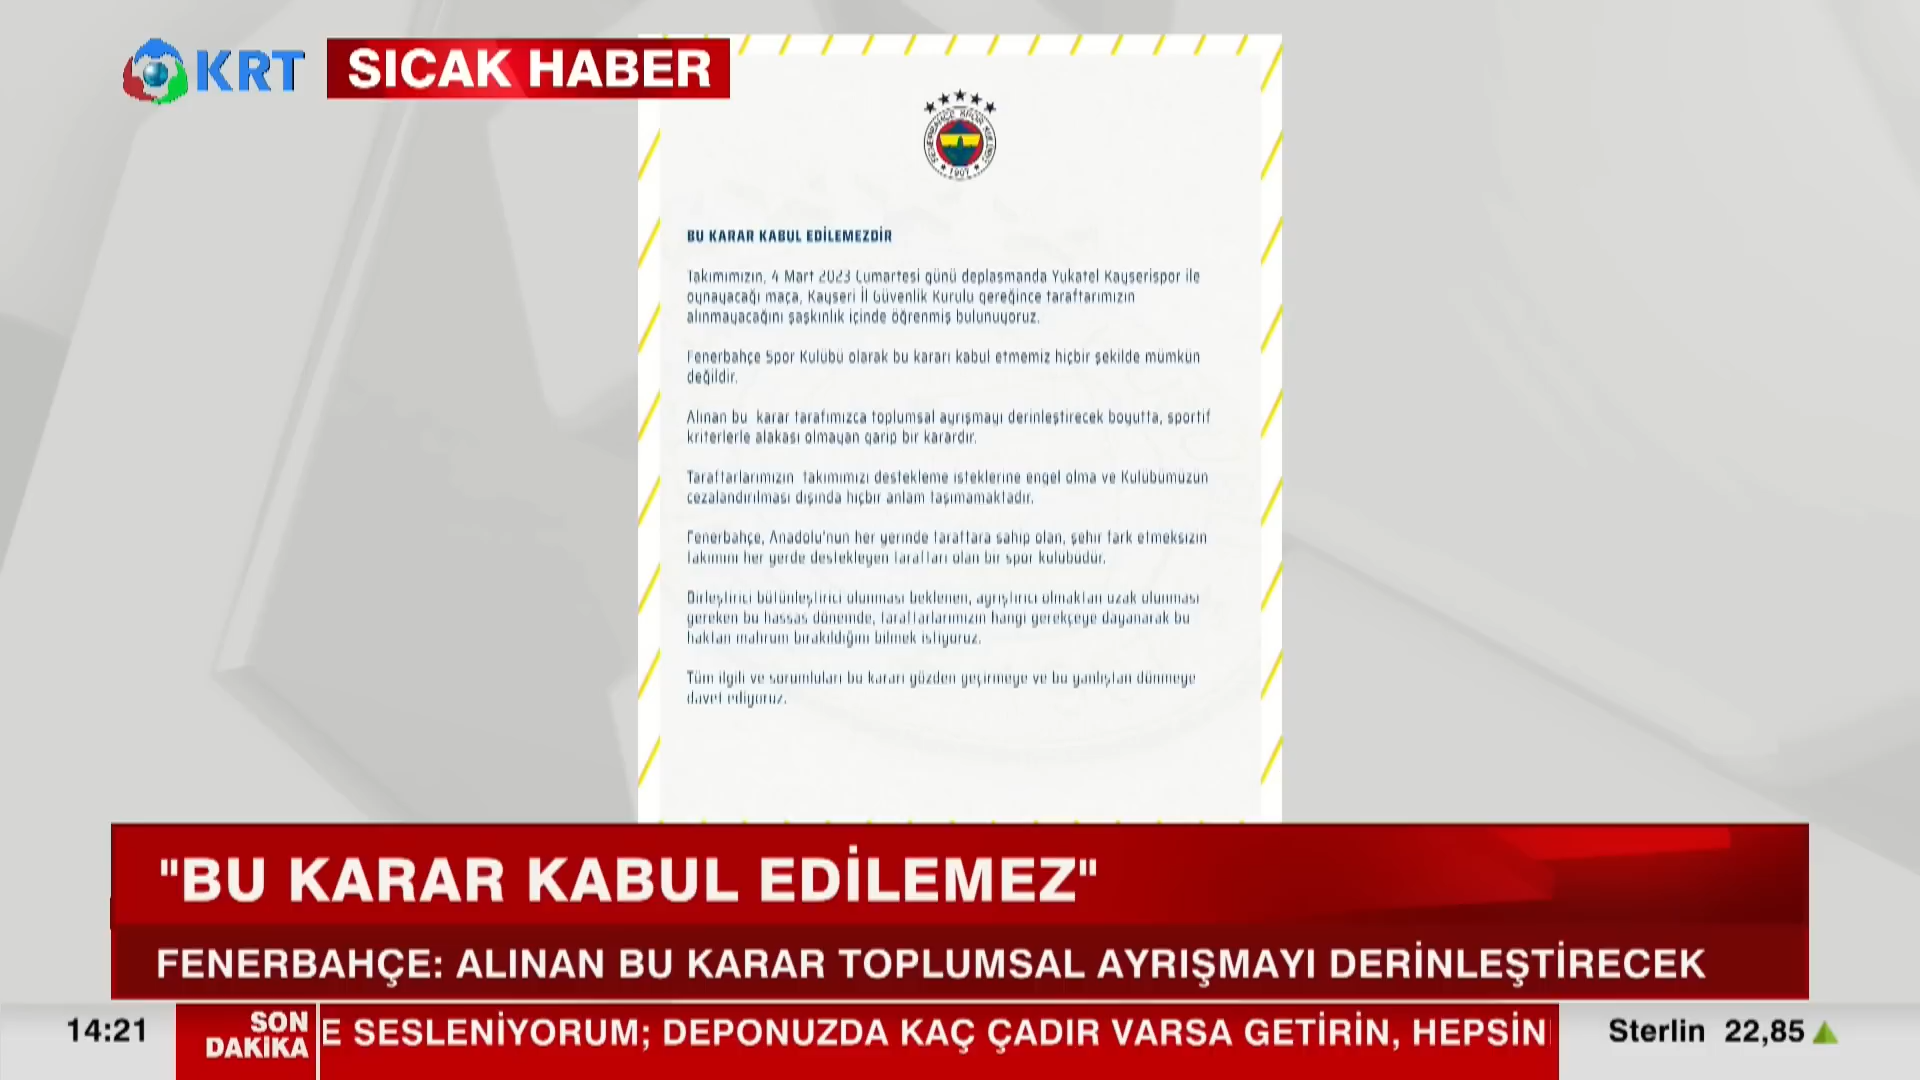 KRT
SICAK HABER
FENERBAHÇE SPOR KULÜBÜ
1907
BU KARAR KABUL EDİLEMEZDİR
Takımımızın, 4 Mart 2023 Cumartesi günü deplasmanda Yukatel Kayserispor ile
oynayacağı maça, Kayseri İl Güvenlik Kurulu gereğince taraftarımızın
alınmayacağını şaşkınlık içinde öğrenmiş bulunuyoruz.
Fenerbahçe Spor Kulübü olarak bu kararı kabul etmemiz hiçbir şekilde mümkün
değildir.
Alınan bu karar tarafımızca toplumsal ayrışmayı derinleştirecek boyutta, sportif
kriterlerle alakası olmayan garip bir karardır.
Taraftarlarımızın takımımızı destekleme isteklerine engel olma ve Kulübümüzün
cezalandırılması dışında hiçbir anlam taşımamaktadır.
Fenerbahçe, Anadolu'nun her yerinde taraftara sahip olan, şehir fark etmeksizin
takımını her yerde destekleyen tarafları olan bir spor kulübüdür.
Birleştirici bütünleştirici olunması beklenen, ayrıştırıcı olmaktan uzak olunması
gereken bu hassas dönemde, taraftarlarımızın hangi gerekçeye dayanarak bu
haktan mahrum bırakıldığını bilmek istiyoruz.
Tüm ilgili ve sorumluları bu kararı gözden geçirmeye ve bu yanlıştan dönmeye
davet ediyoruz.
"BU KARAR KABUL EDİLEMEZ"
FENERBAHÇE: ALINAN BU KARAR TOPLUMSAL AYRIŞMAYI DERİNLEŞTİRECEK
14:21
SON
DAKİKA
E SESLENİYORUM; DEPONUZDA KAÇ ÇADIR VARSA GETİRİN, HEPSİN
Sterlin 22,85